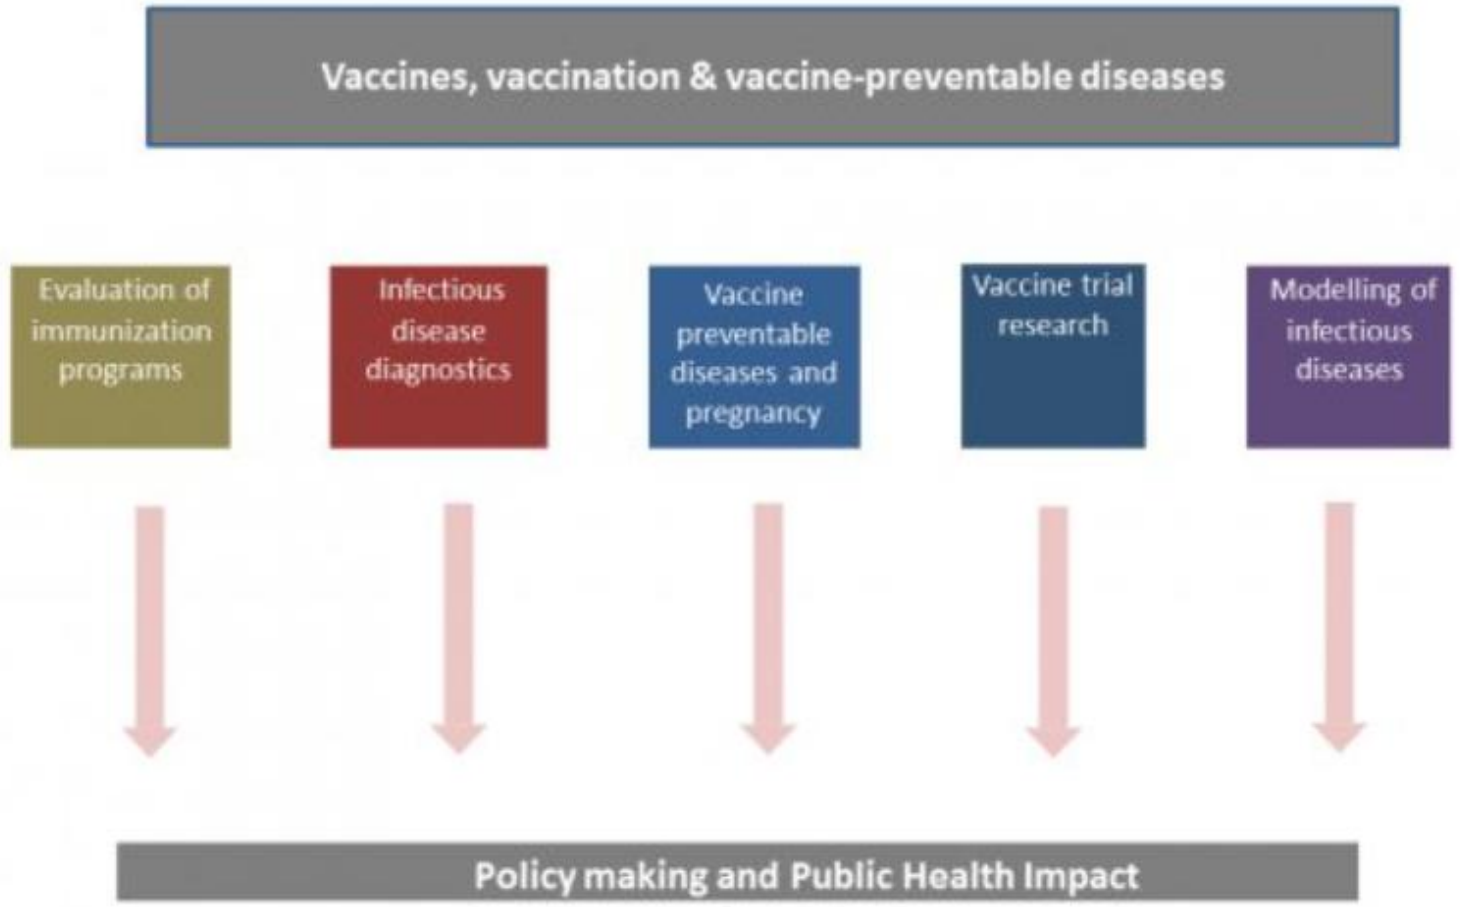 Vaccines, vaccination & vaccine-preventable diseases
Evaluation of
immunization
programs
Infectious
disease
diagnostics
Vaccine
preventable
diseases and
pregnancy
Vaccine trial
research
Modelling of
infectious
diseases
Policy making and Public Health Impact